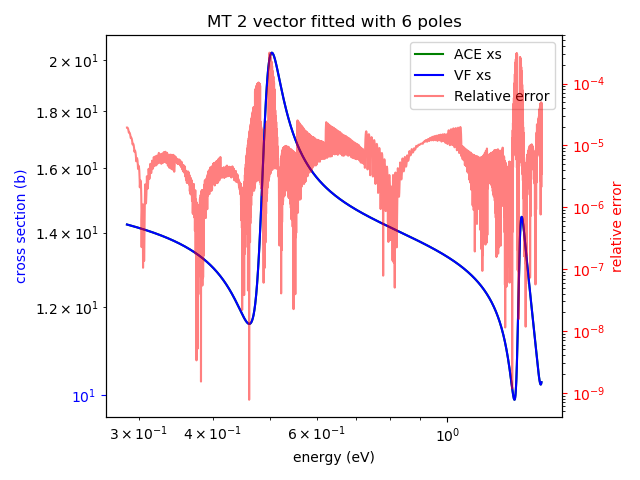 MT 2 vector fitted with 6 poles
ACE xs
VF xs
Relative error
2 × 10¹
1.8 × 10¹
1.6 × 10¹
1.4 × 10¹
1.2 × 10¹
10¹
cross section (b)
10⁻⁴
10⁻⁵
10⁻⁶
10⁻⁷
10⁻⁸
10⁻⁹
relative error
3 × 10⁻¹ 4 × 10⁻¹ 6 × 10⁻¹ 10⁰
energy (eV)